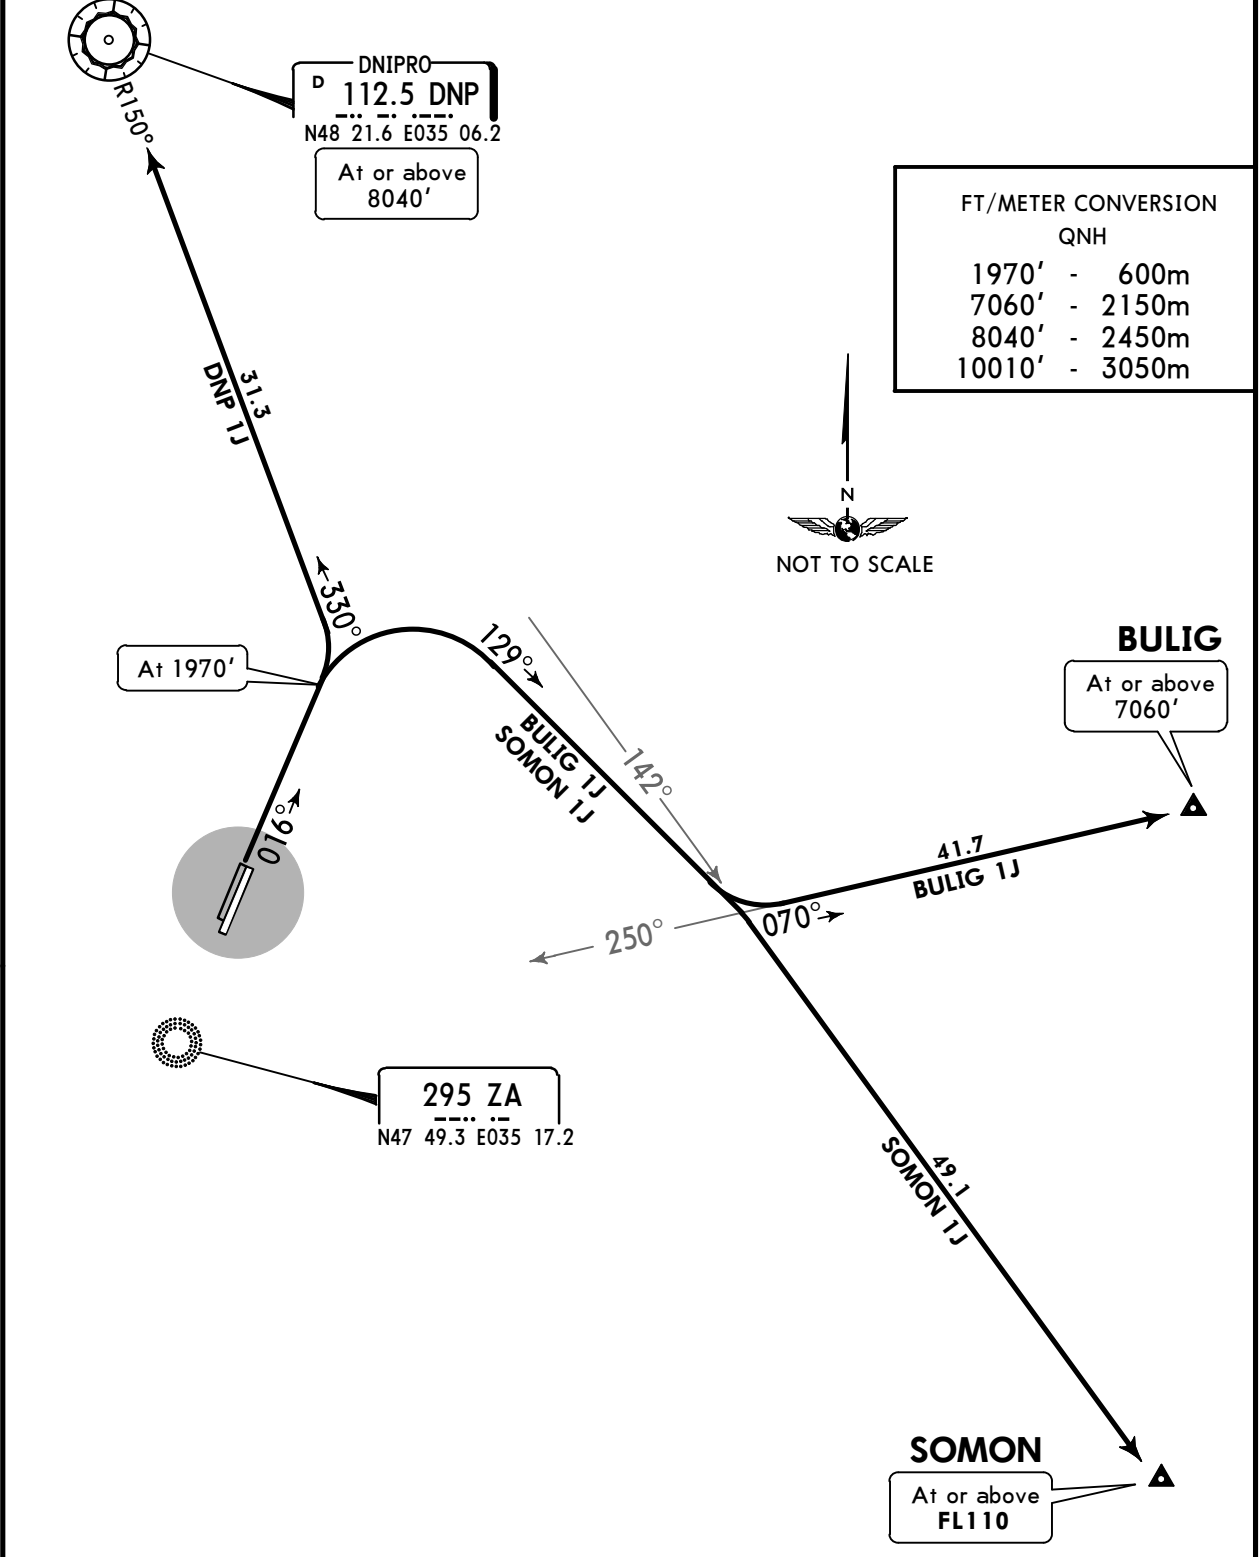 DNIPRO
D 112.5 DNP
N48 21.6 E035 06.2
At or above
8040'
R150°
FT/METER CONVERSION
QNH
1970' - 600m
7060' - 2150m
8040' - 2450m
10010' - 3050m
31.3
DNP 1J
N
NOT TO SCALE
330°
129°
At 1970'
BULIG
At or above
7060'
BULIG 1J
SOMON 1J
142°
016°
41.7
BULIG 1J
070°
250°
295 ZA
N47 49.3 E035 17.2
49.1
SOMON 1J
SOMON
At or above
FL110